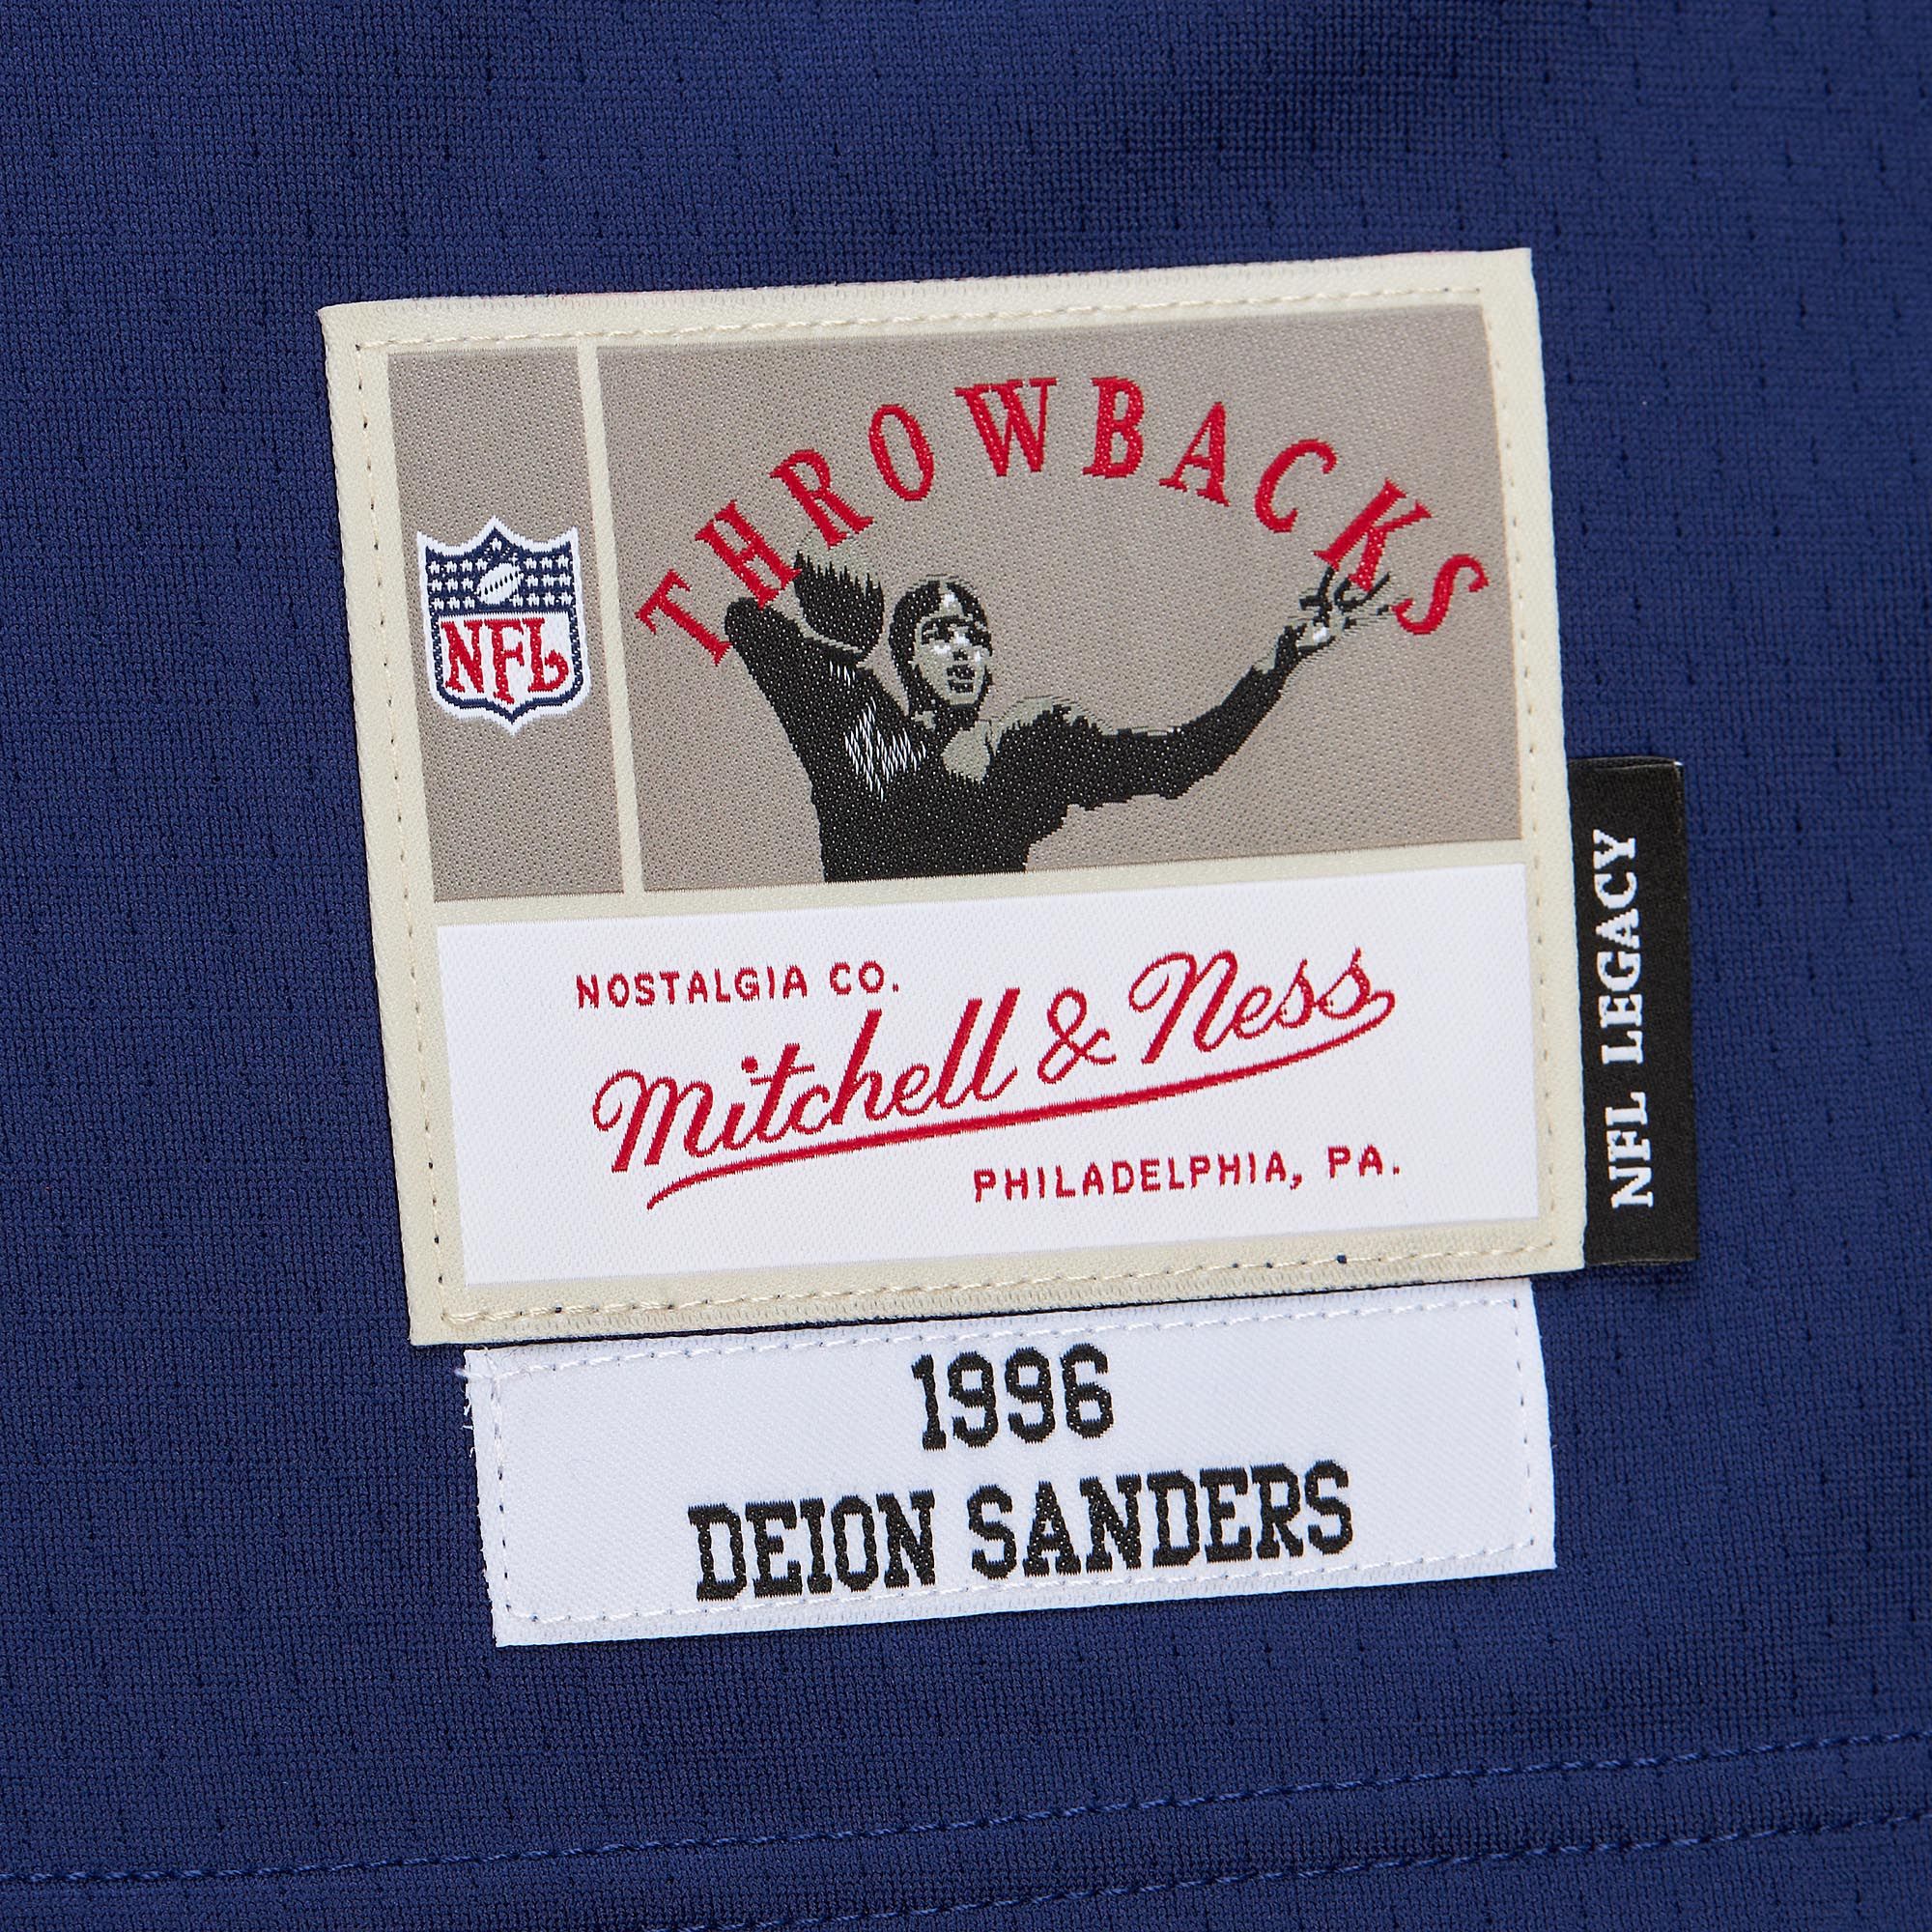 THROWBACKS
NFL
NOSTALGIA CO.
Mitchell & Ness
PHILADELPHIA, PA.
NFL LEGACY
1996
DEION SANDERS